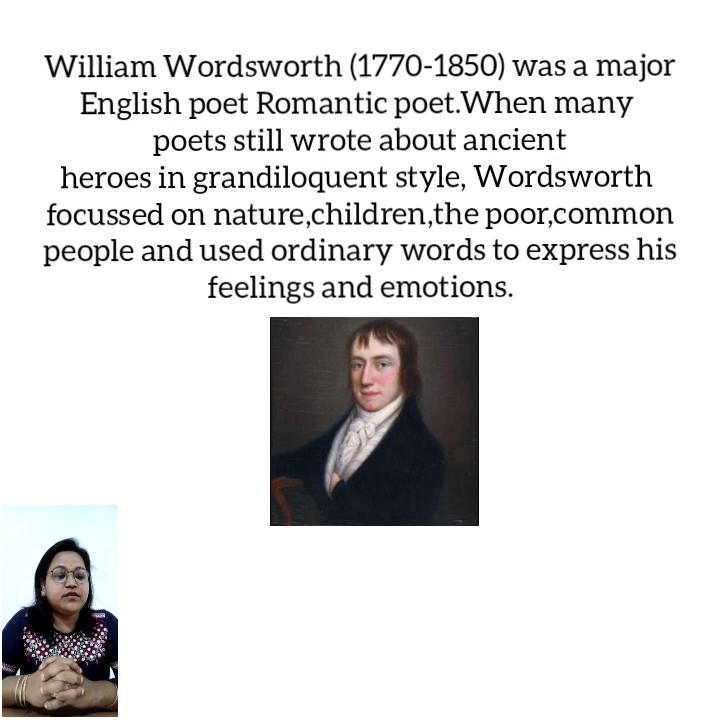 William Wordsworth (1770-1850) was a major
English poet Romantic poet.When many
poets still wrote about ancient
heroes in grandiloquent style, Wordsworth
focussed on nature,children,the poor,common
people and used ordinary words to express his
feelings and emotions.